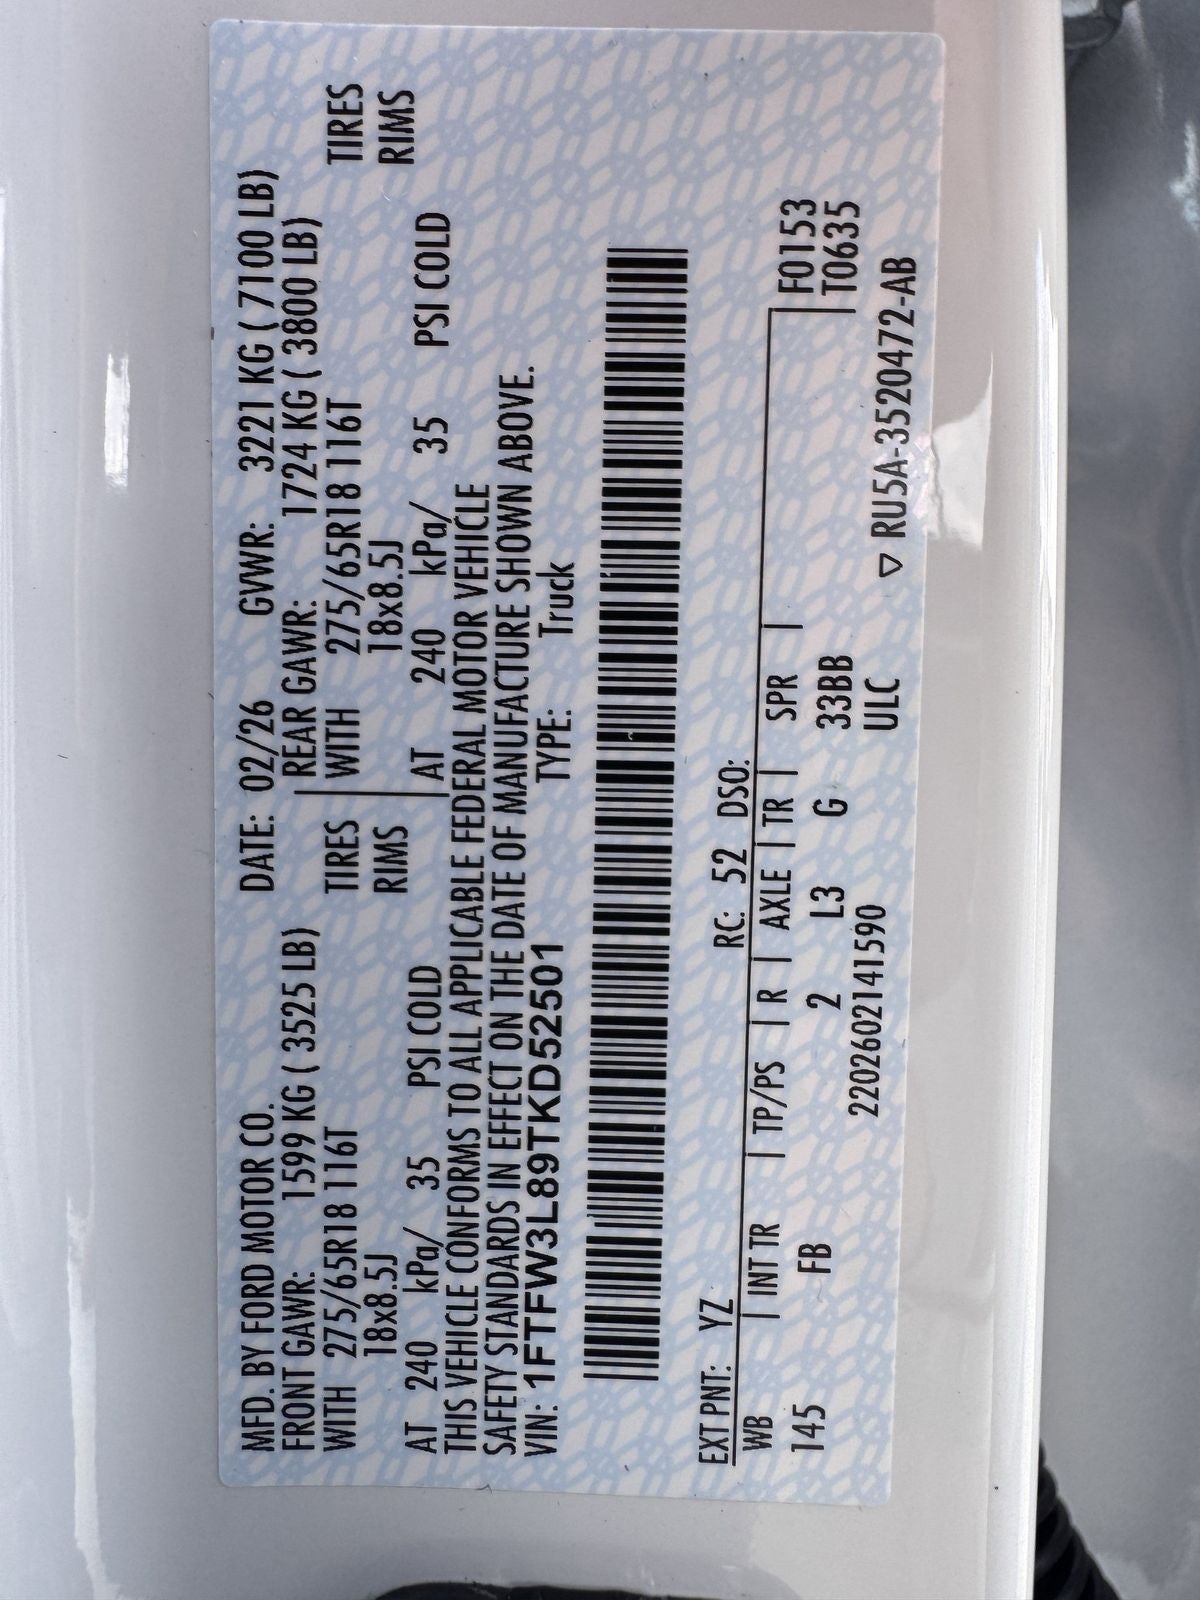 MFD. BY FORD MOTOR CO. DATE: 02/26 GVWR: 3221 KG ( 7100 LB)
FRONT GAWR: 1599 KG ( 3525 LB) REAR GAWR: 1724 KG ( 3800 LB)
WITH 275/65R18 116T TIRES WITH 275/65R18 116T TIRES
18x8.5J RIMS 18x8.5J RIMS
AT 240 kPa/ 35 PSI COLD AT 240 kPa/ 35 PSI COLD
THIS VEHICLE CONFORMS TO ALL APPLICABLE FEDERAL MOTOR VEHICLE
SAFETY STANDARDS IN EFFECT ON THE DATE OF MANUFACTURE SHOWN ABOVE.
VIN: 1FTFW3L89TKD52501 TYPE: Truck
EXT PNT: YZ RC: 52 DSO:
WB | INT TR | TP/PS | R | AXLE | TR | SPR | F0153
145 FB 2 L3 G 33BB T0635
2202602141590 ULC
▽ RU5A-3520472-AB